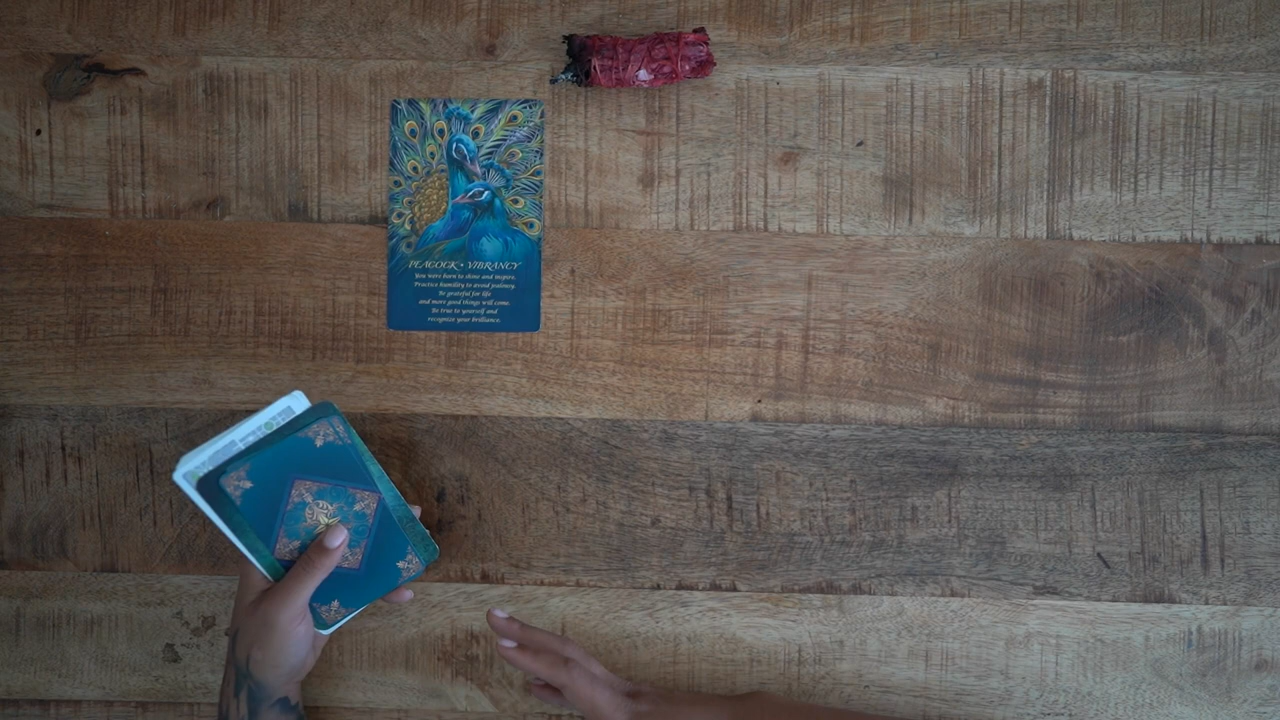 PEACOCK • VIBRANCY
You were born to shine and inspire.
Practice humility to avoid jealousy.
Be grateful for life
and more good things will come.
Be true to yourself and
recognize your brilliance.